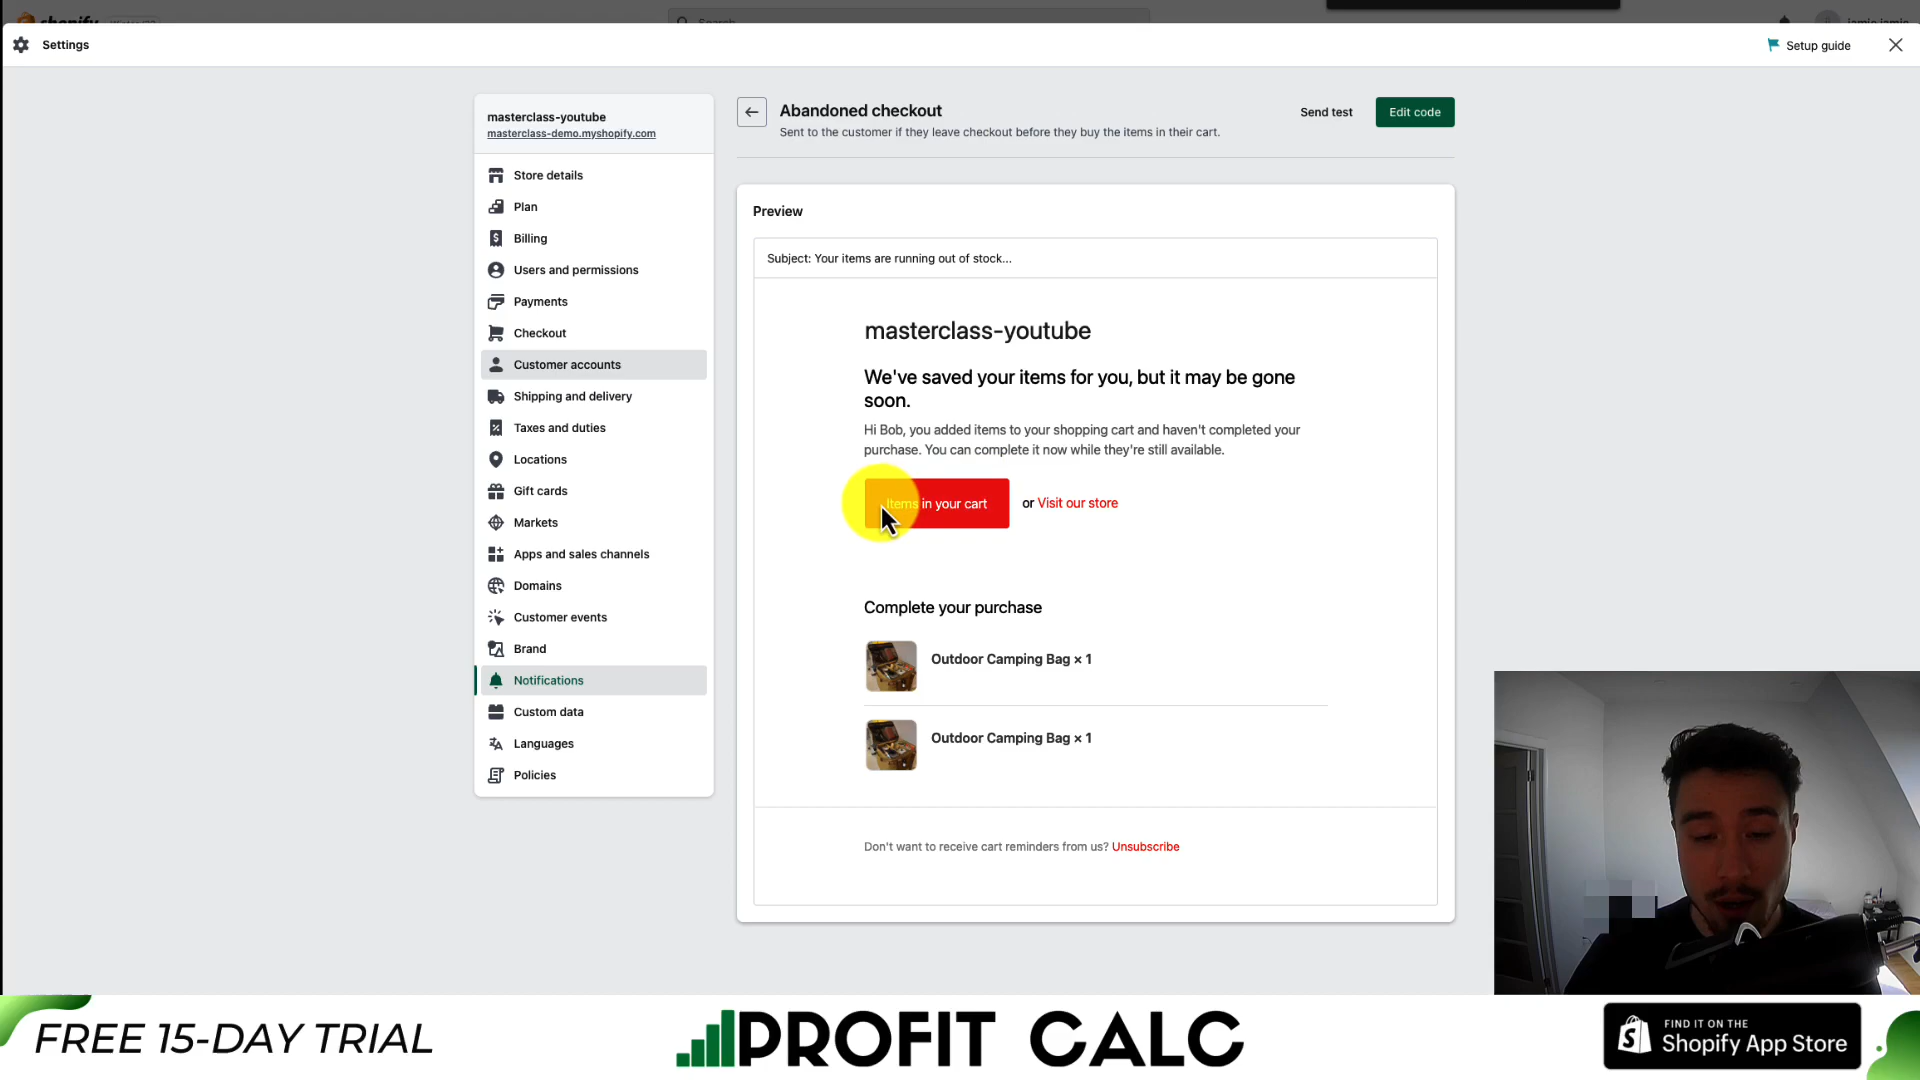 shopify
Search
jamie jamie
Settings
Setup guide
masterclass-youtube
masterclass-demo.myshopify.com
Store details
Plan
Billing
Users and permissions
Payments
Checkout
Customer accounts
Shipping and delivery
Taxes and duties
Locations
Gift cards
Markets
Apps and sales channels
Domains
Customer events
Brand
Notifications
Custom data
Languages
Policies
Abandoned checkout
Sent to the customer if they leave checkout before they buy the items in their cart.
Send test
Edit code
Preview
Subject: Your items are running out of stock...
masterclass-youtube
We've saved your items for you, but it may be gone
soon.
Hi Bob, you added items to your shopping cart and haven't completed your
purchase. You can complete it now while they're still available.
Items in your cart
or Visit our store
Complete your purchase
Outdoor Camping Bag × 1
Outdoor Camping Bag × 1
Don't want to receive cart reminders from us? Unsubscribe
FREE 15-DAY TRIAL
PROFIT CALC
FIND IT ON THE
Shopify App Store